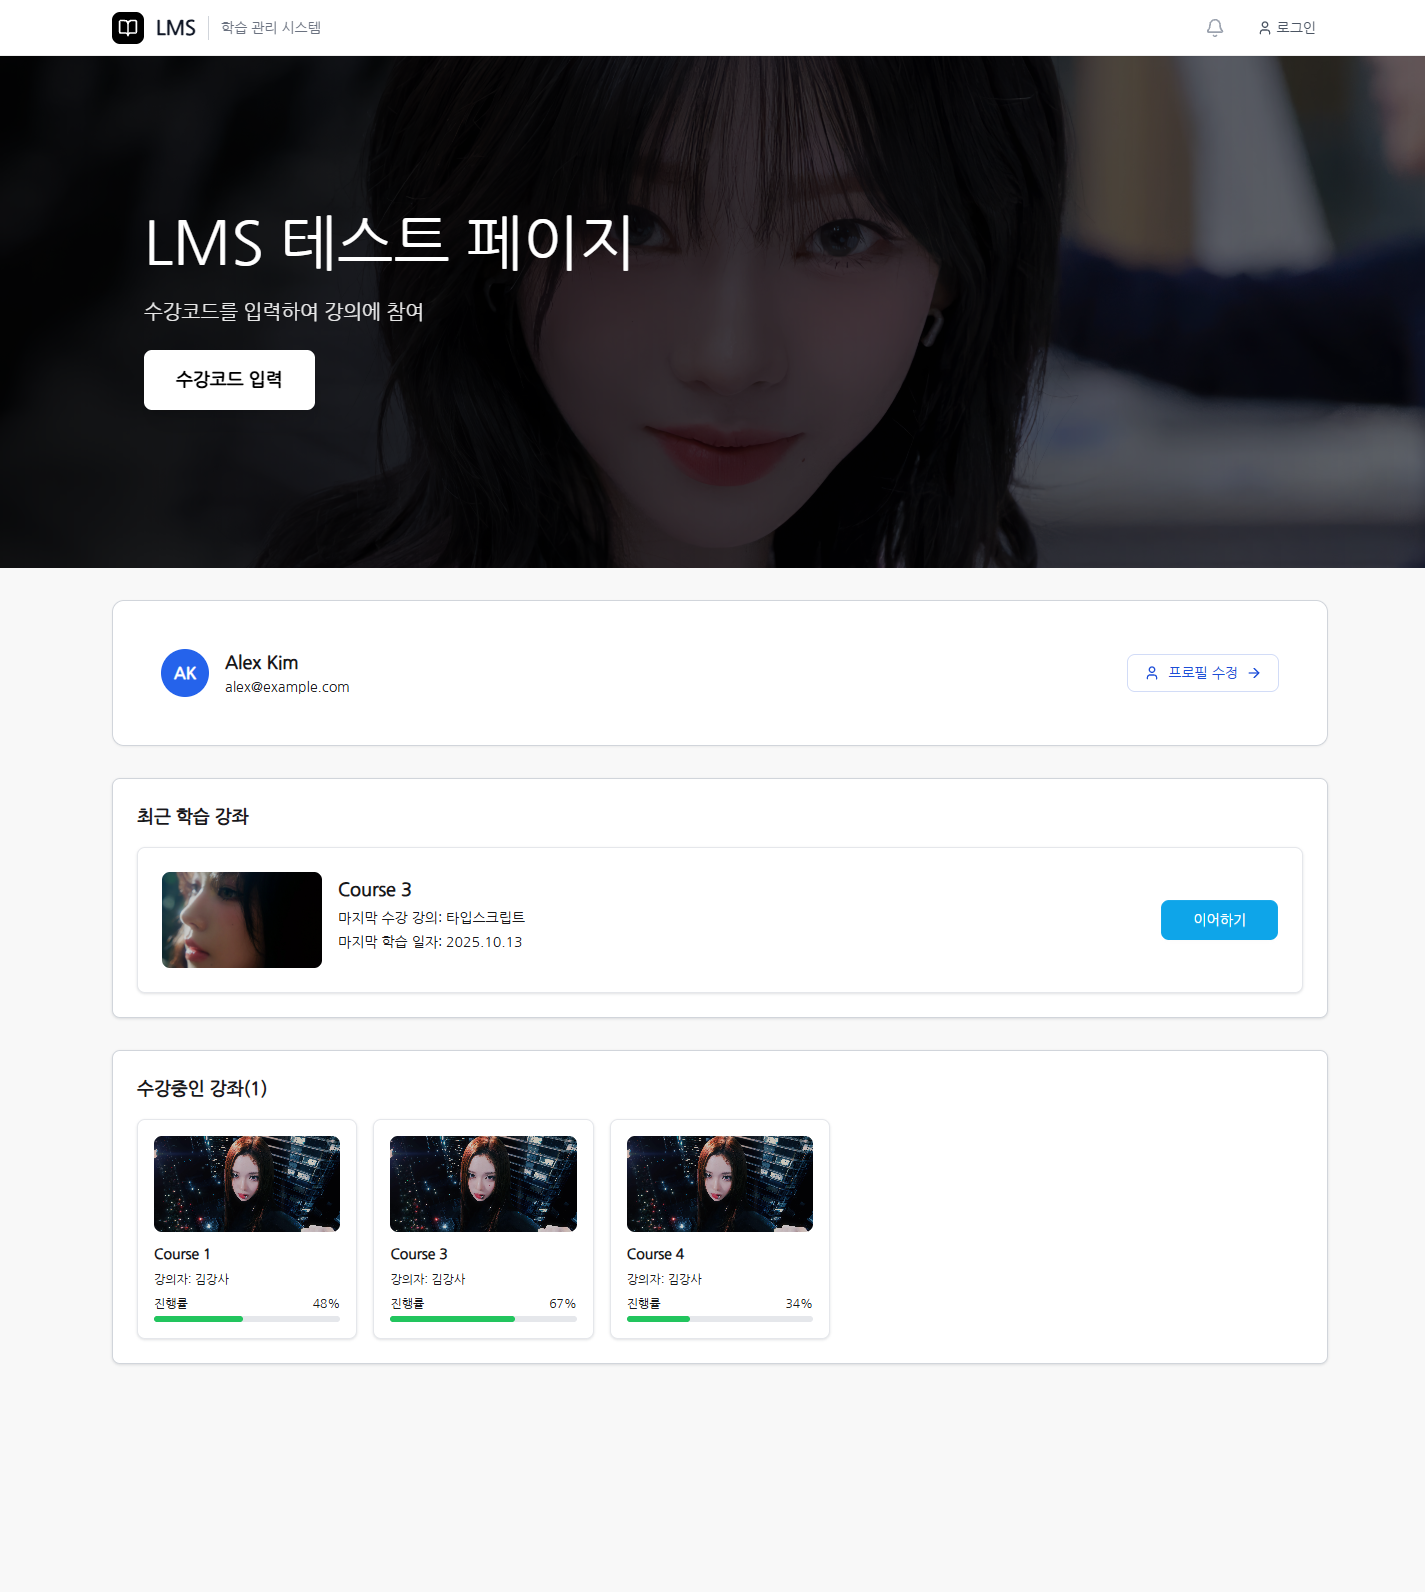 LMS
학습 관리 시스템
로그인
LMS 테스트 페이지
수강코드를 입력하여 강의에 참여
수강코드 입력
AK
Alex Kim
alex@example.com
프로필 수정
최근 학습 강좌
Course 3
마지막 수강 강의: 타입스크립트
마지막 학습 일자: 2025.10.13
이어하기
수강중인 강좌(1)
Course 1
강의자: 김강사
진행률 48%
Course 3
강의자: 김강사
진행률 67%
Course 4
강의자: 김강사
진행률 34%